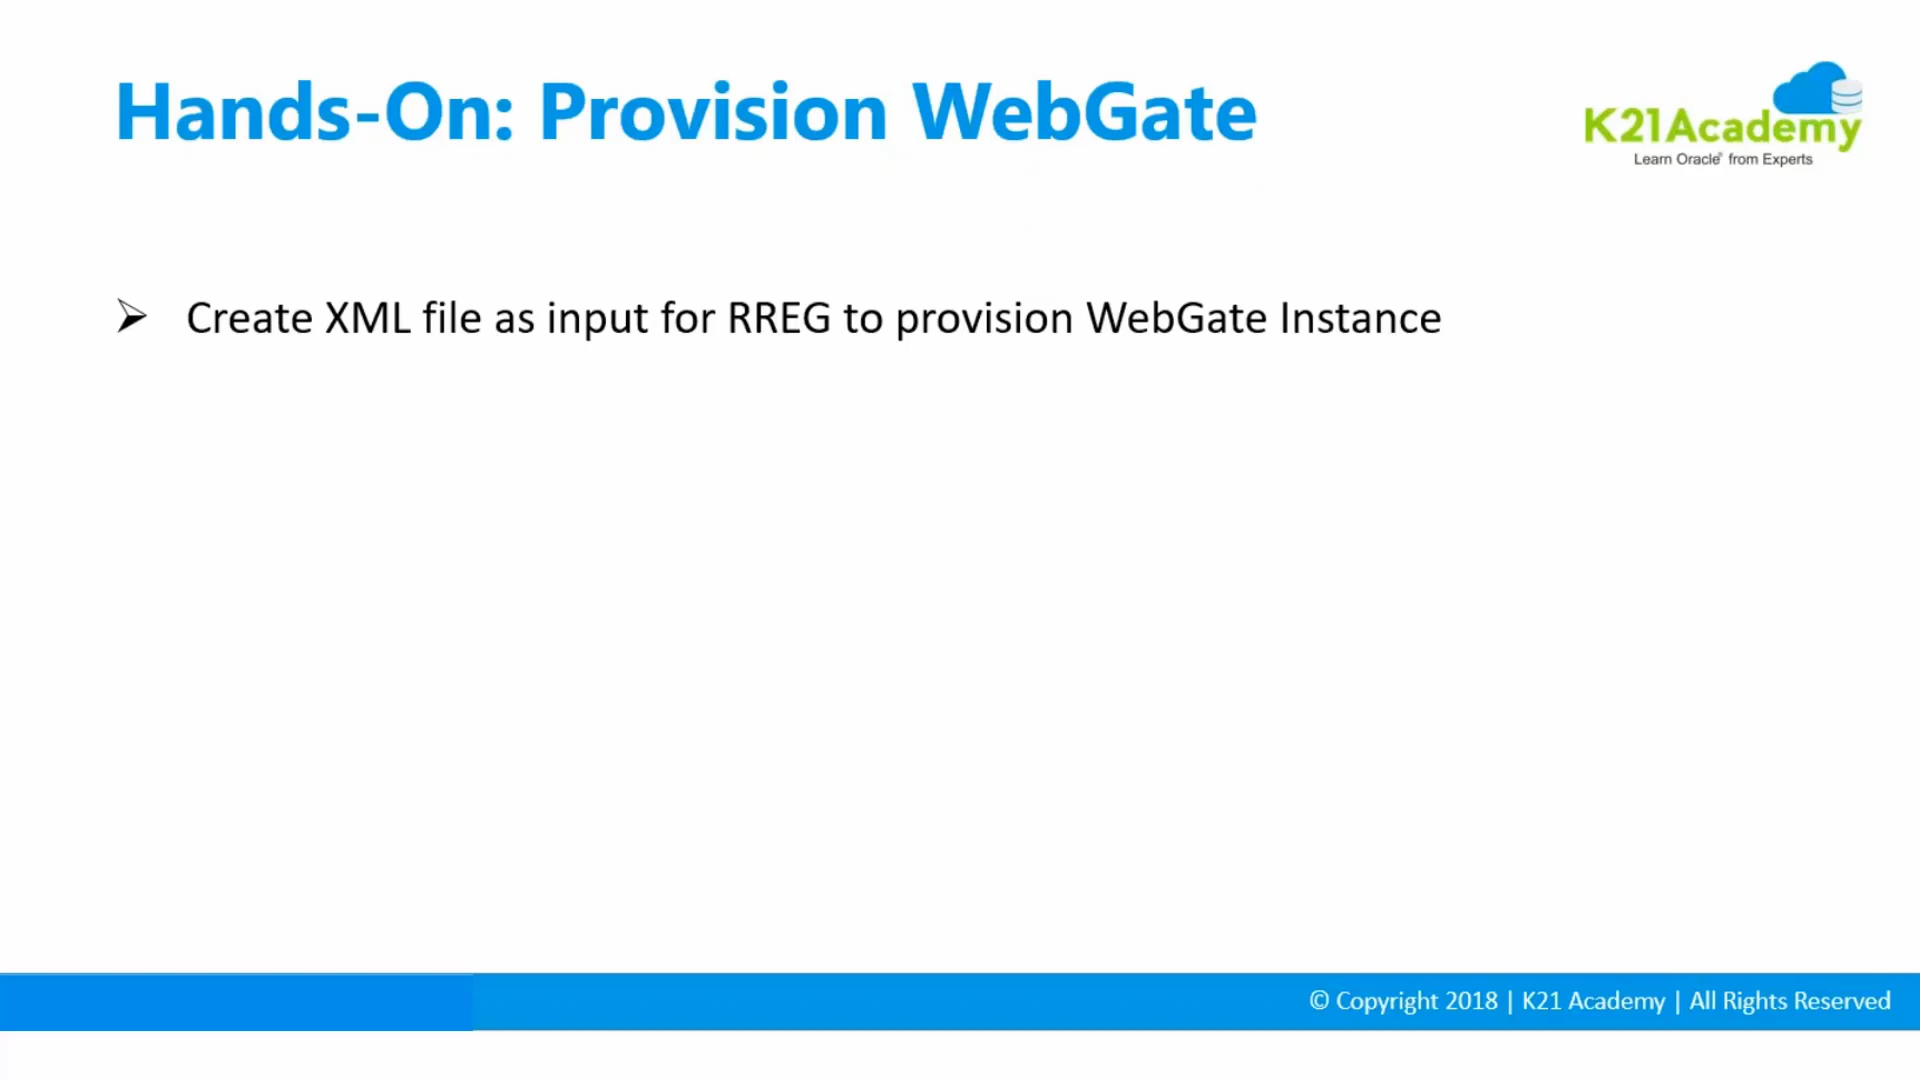 Hands-On: Provision WebGate
K21Academy
Learn Oracle® from Experts
➢ Create XML file as input for RREG to provision WebGate Instance
© Copyright 2018 | K21 Academy | All Rights Reserved